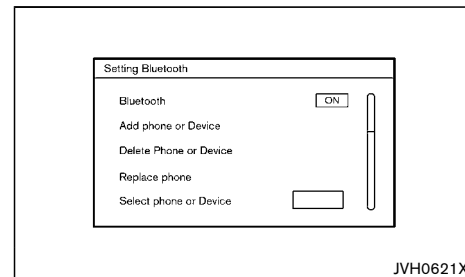 Setting Bluetooth
Bluetooth ON
Add phone or Device
Delete Phone or Device
Replace phone
Select phone or Device
JVH0621X